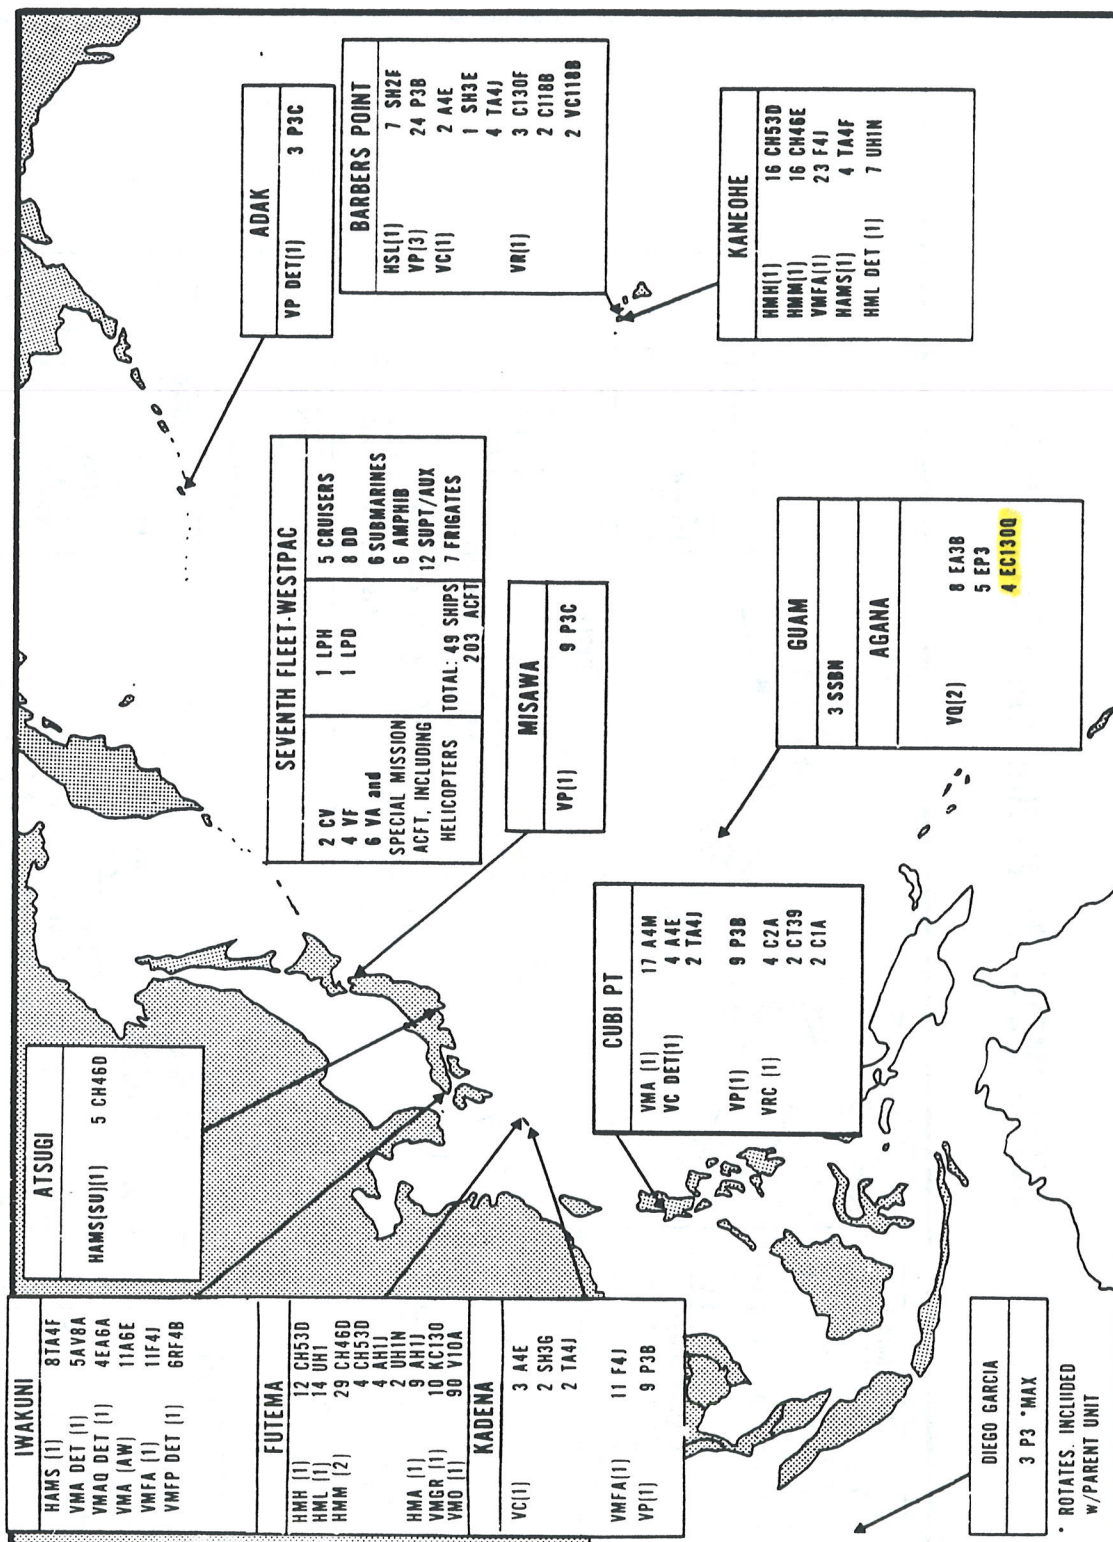 IWAKUNI
HAMS (1) 8TA4F
VMA DET (1) 5AV8A
VMAQ DET (1) 4EA6A
VMA (AW) 11A6E
VMFA (1) 11F4J
VMFP DET (1) 6RF4B
FUTEMA
HMH (1) 12 CH53D
HML (1) 14 UH1
HMM (2) 29 CH46D
4 CH53D
4 AH1J
2 UH1N
HMA (1) 9 AH1J
VMGR (1) 10 KC130
VMO (1) 90 V10A
KADENA
VC(1) 3 A4E
2 SH3G
2 TA4J
VMFA(1) 11 F4J
VP(1) 9 P3B
ATSUGI
HAMS(SU)(1) 5 CH46D
DIEGO GARCIA
3 P3 *MAX
* ROTATES. INCLUDED
w/PARENT UNIT
CUBI PT
VMA (1) 17 A4M
VC DET(1) 4 A4E
2 TA4J
VP(1) 9 P3B
VRC (1) 4 C2A
2 CT39
2 C1A
SEVENTH FLEET-WESTPAC
2 CV
4 VF
6 VA and
SPECIAL MISSION
ACFT, INCLUDING
HELICOPTERS
1 LPH
1 LPD
TOTAL: 49 SHIPS
203 ACFT
5 CRUISERS
8 DD
6 SUBMARINES
6 AMPHIB
12 SUPT/AUX
7 FRIGATES
MISAWA
VP(1) 9 P3C
GUAM
3 SSBN
AGANA
VQ(2) 8 EA3B
5 EP3
4 EC130Q
ADAK
VP DET(1) 3 P3C
BARBERS POINT
HSL(1) 7 SH2F
VP(3) 24 P3B
VC(1) 2 A4E
1 SH3E
4 TA4J
VR(1) 3 C130F
2 C118B
2 VC118B
KANEOHE
HMH(1) 16 CH53D
HMM(1) 16 CH46E
VMFA(1) 23 F4J
HAMS(1) 4 TA4F
HML DET (1) 7 UH1N